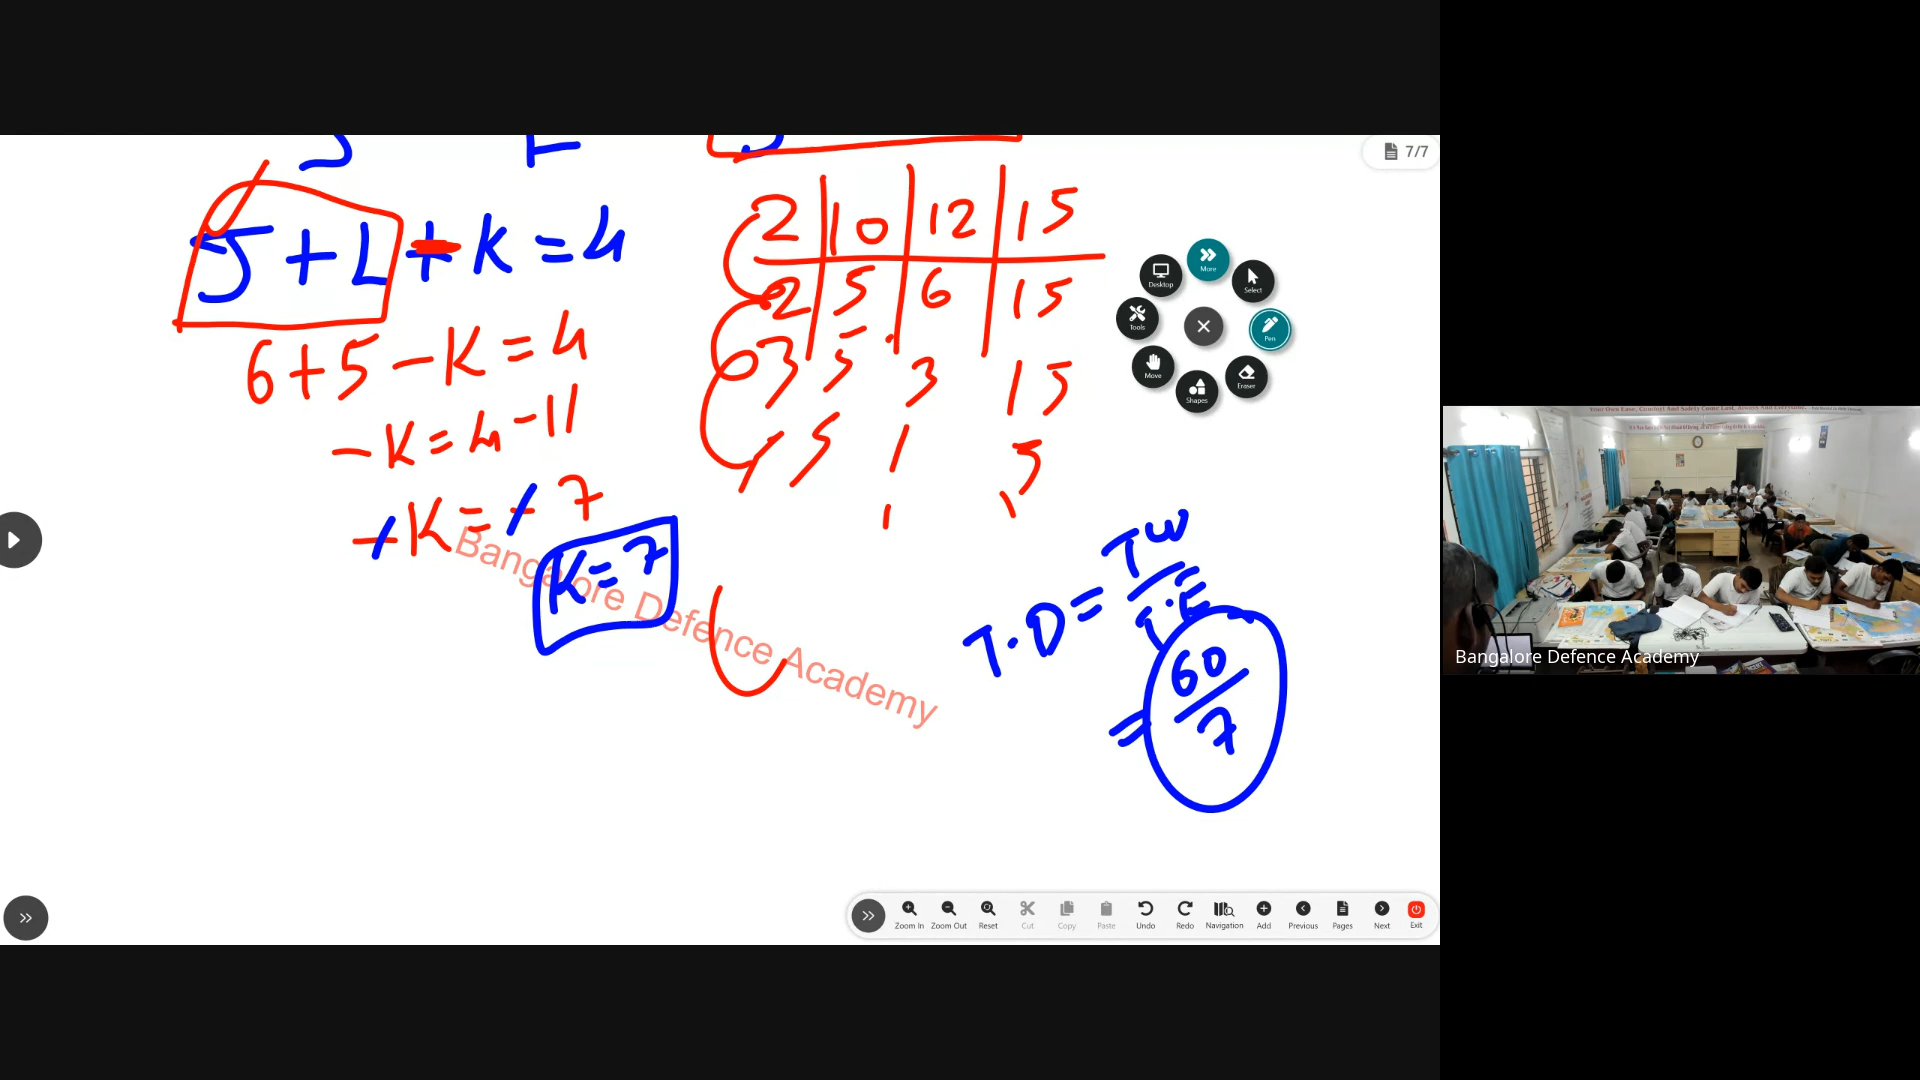 7/7
J + L + K = 4
6 + 5 - K = 4
- K = 4 - 11
- K = - 7
K = 7
2 | 10 | 12 | 15
2 | 5 | 6 | 15
3 5 3 15
5 1 5
1 1
T.D = TW / T.E
= 60 / 7
Bangalore Defence Academy
Desktop
More
Select
Tools
Pen
Move
Shapes
Eraser
Zoom In Zoom Out Reset Cut Copy Paste Undo Redo Navigation Add Previous Pages Next Exit
Bangalore Defence Academy